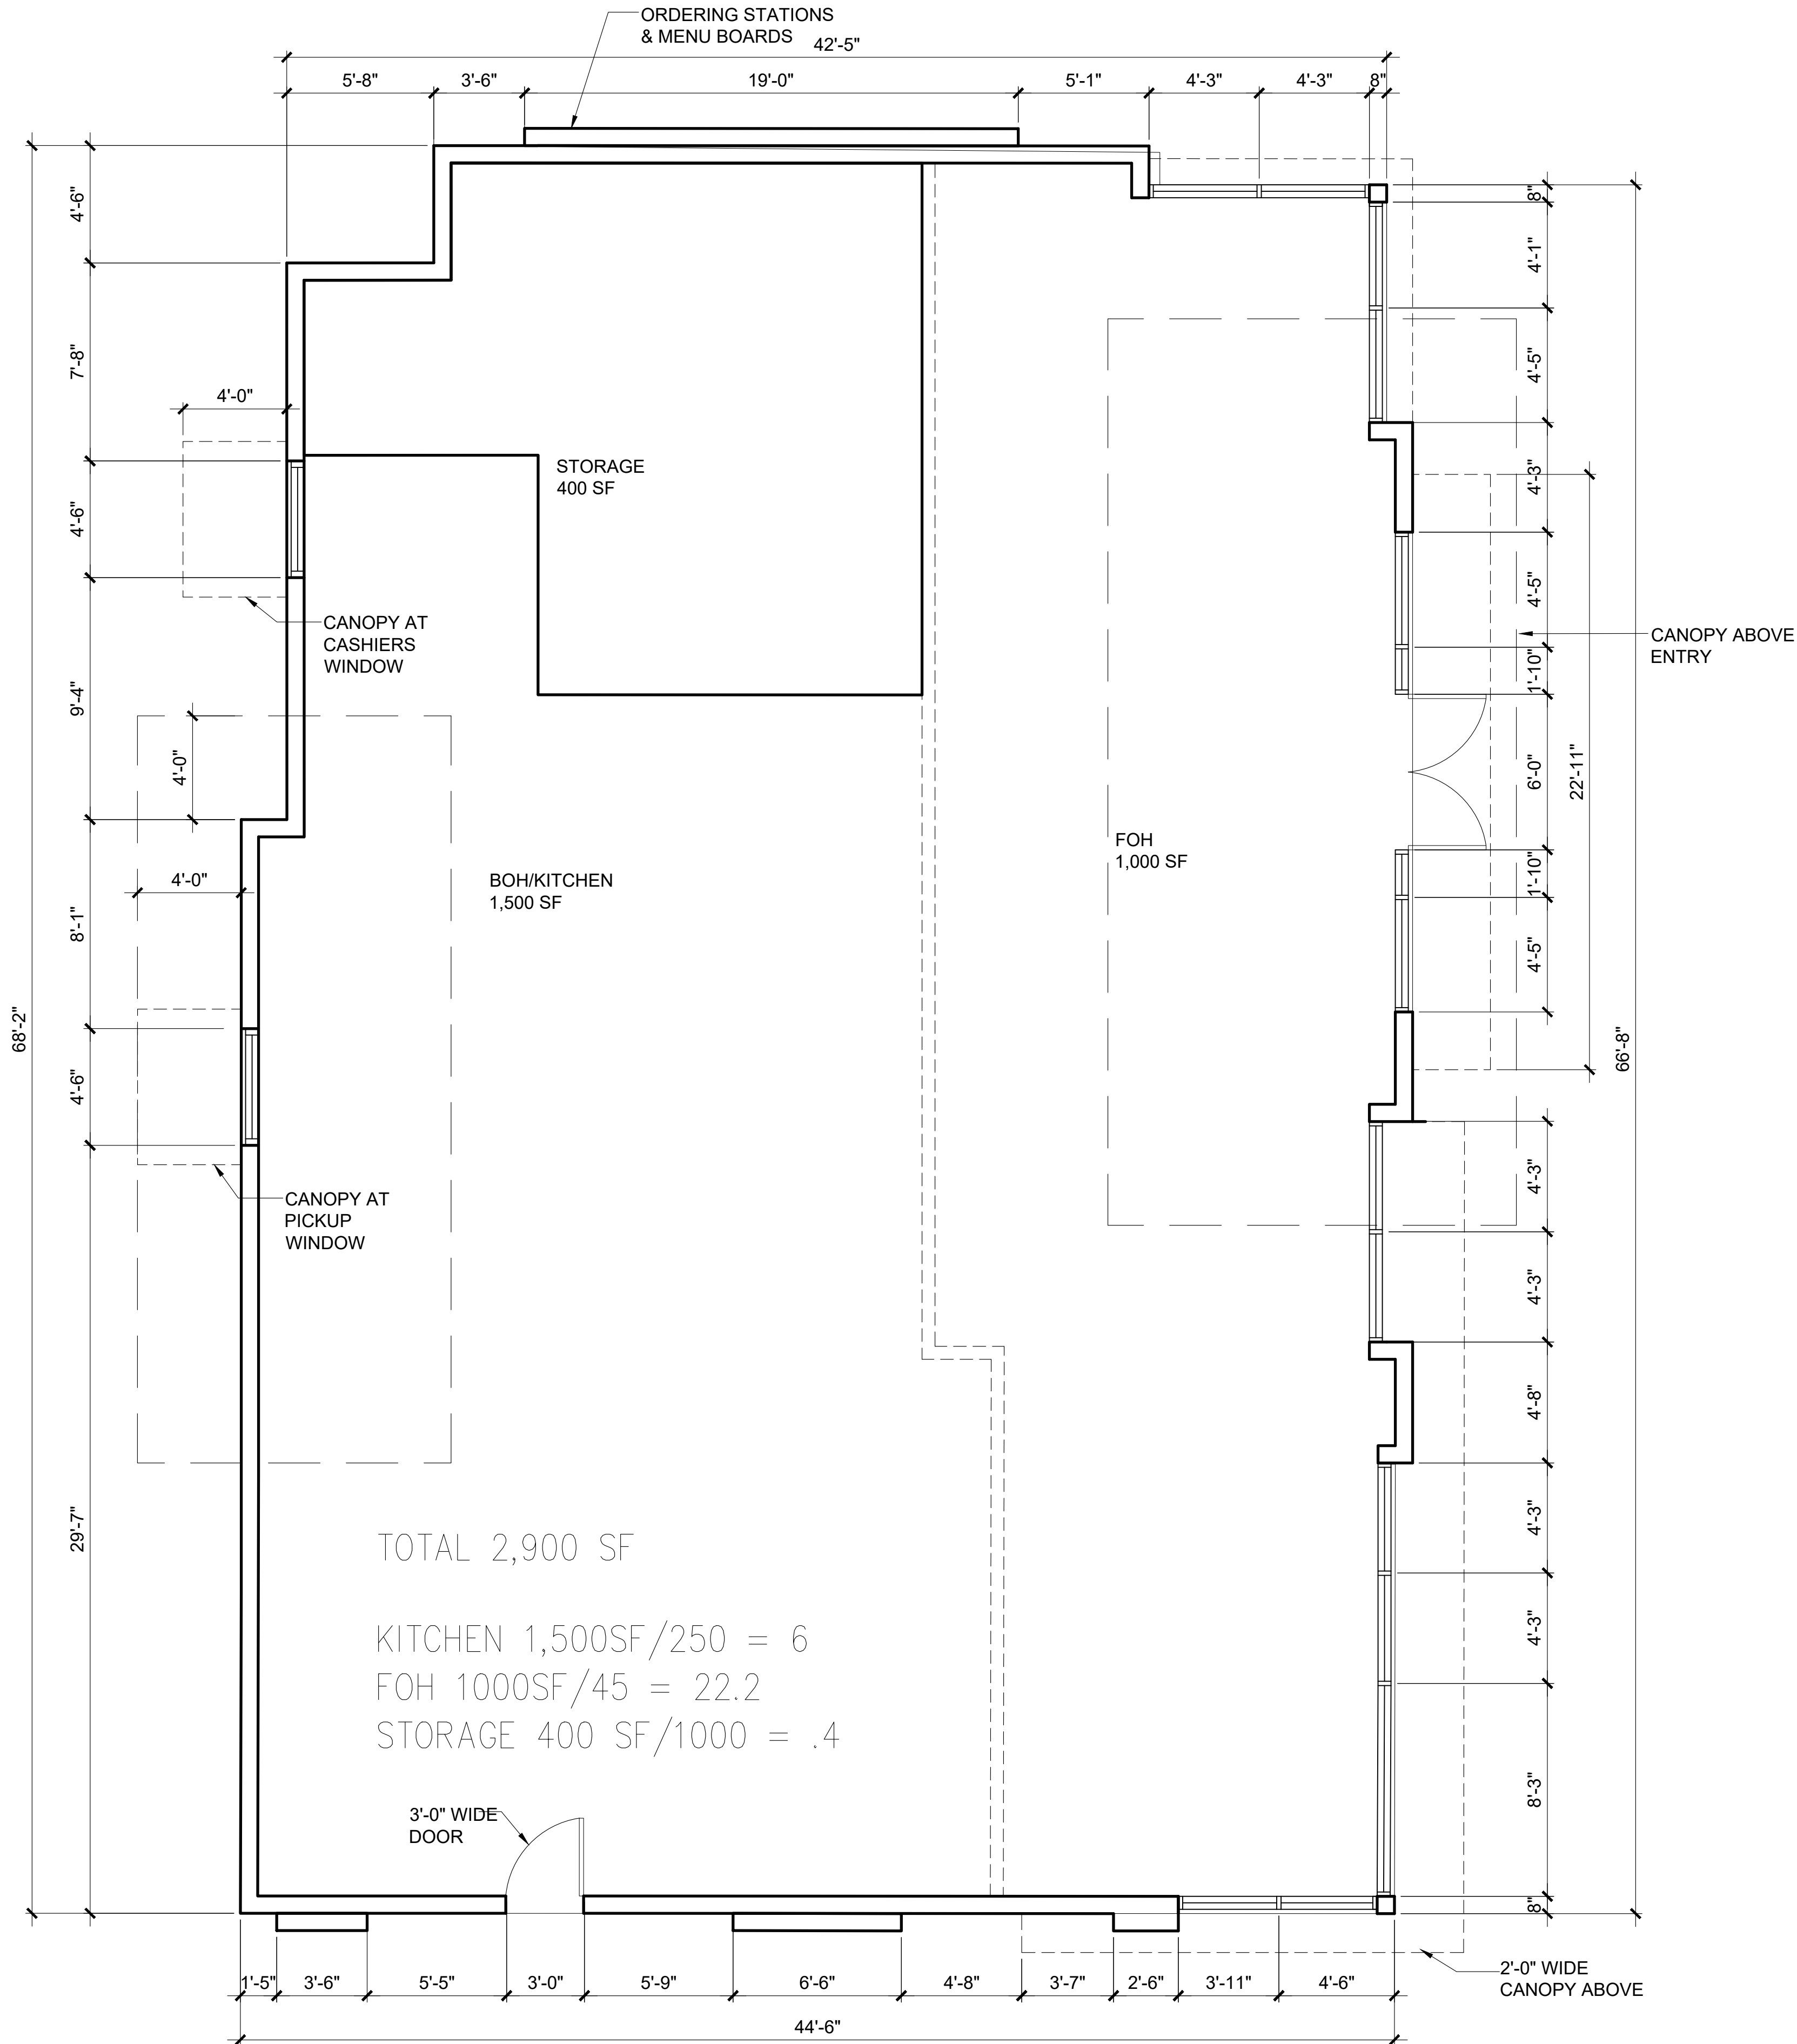 ORDERING STATIONS
& MENU BOARDS
42'-5"
5'-8" 3'-6" 19'-0" 5'-1" 4'-3" 4'-3" 8"
4'-6"
7'-8"
4'-6"
9'-4"
8'-1"
4'-6"
29'-7"
68'-2"
4'-0"
CANOPY AT
CASHIERS
WINDOW
4'-0"
4'-0"
CANOPY AT
PICKUP
WINDOW
STORAGE
400 SF
BOH/KITCHEN
1,500 SF
FOH
1,000 SF
8"
4'-1"
4'-5"
4'-3"
4'-5"
1'-10"
6'-0"
1'-10"
4'-5"
4'-3"
4'-3"
4'-8"
4'-3"
4'-3"
8'-3"
8"
22'-11"
66'-8"
CANOPY ABOVE
ENTRY
TOTAL 2,900 SF
KITCHEN 1,500SF/250 = 6
FOH 1000SF/45 = 22.2
STORAGE 400 SF/1000 = .4
3'-0" WIDE
DOOR
2'-0" WIDE
CANOPY ABOVE
1'-5" 3'-6" 5'-5" 3'-0" 5'-9" 6'-6" 4'-8" 3'-7" 2'-6" 3'-11" 4'-6"
44'-6"